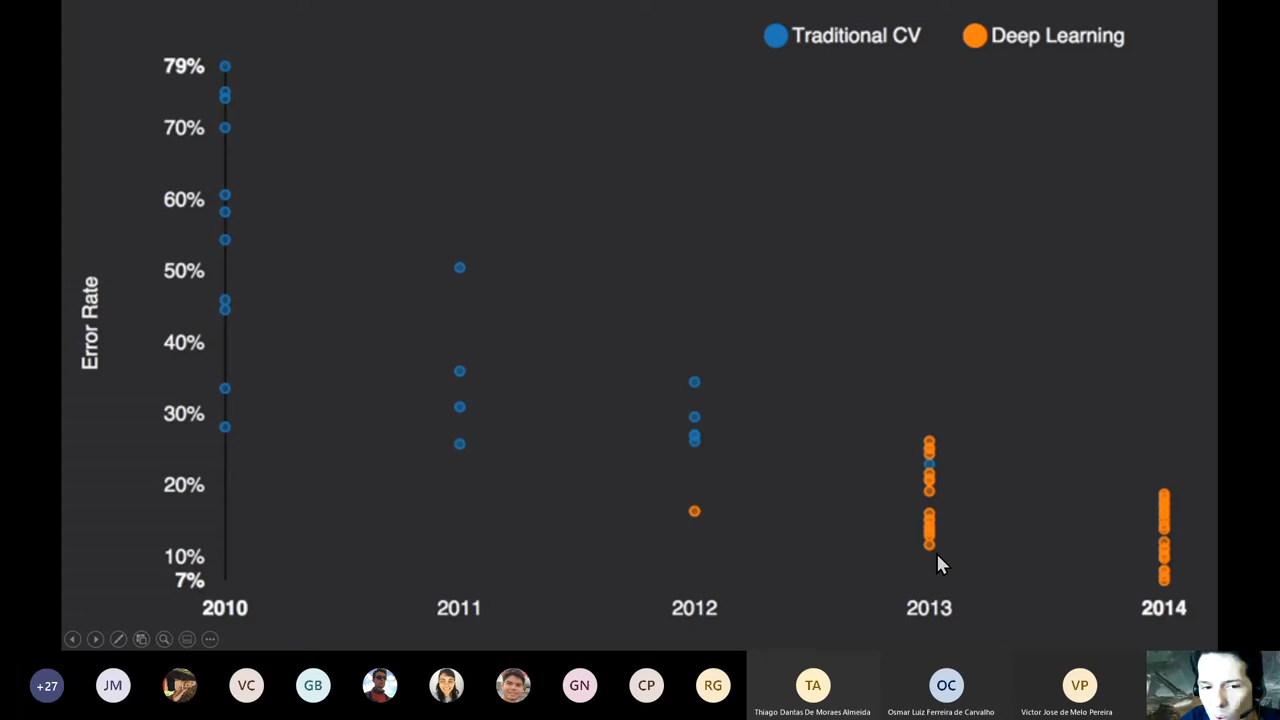 Traditional CV
Deep Learning
79%
70%
60%
50%
40%
30%
20%
10%
7%
Error Rate
2010
2011
2012
2013
2014
+27
JM
VC
GB
GN
CP
RG
TA
OC
VP
Thiago Dantas De Moraes Almeida
Osmar Luiz Ferreira de Carvalho
Victor Jose de Melo Pereira